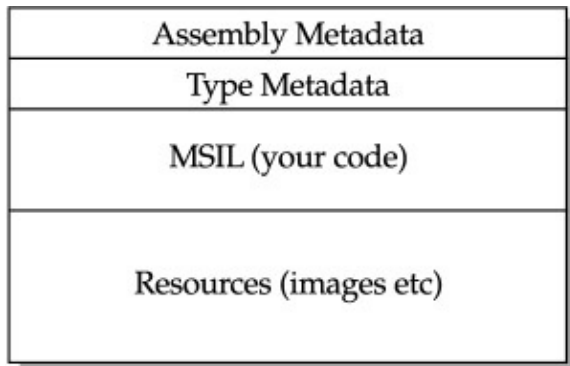 Assembly Metadata
Type Metadata
MSIL (your code)
Resources (images etc)